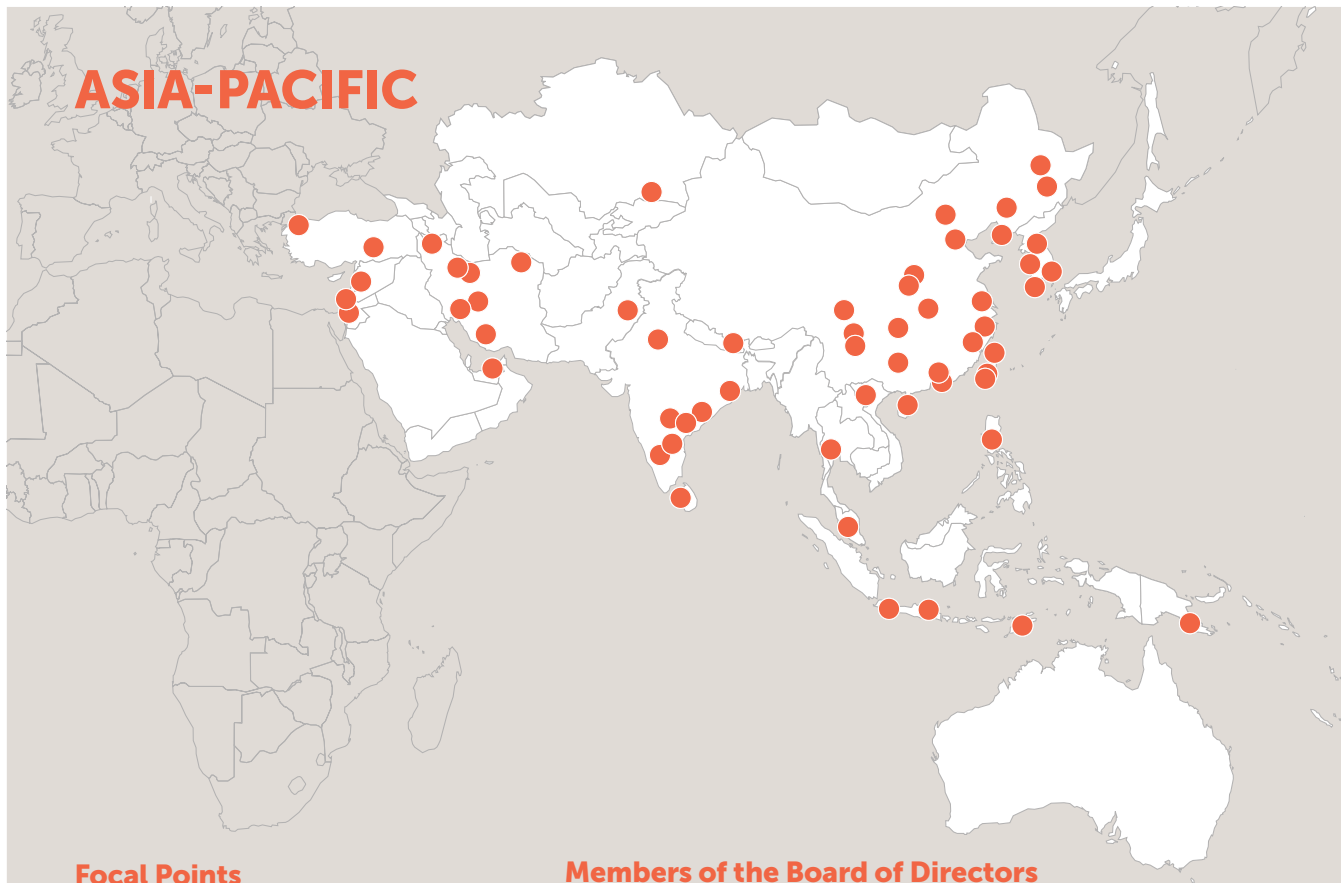 ASIA-PACIFIC
Focal Points
Members of the Board of Directors